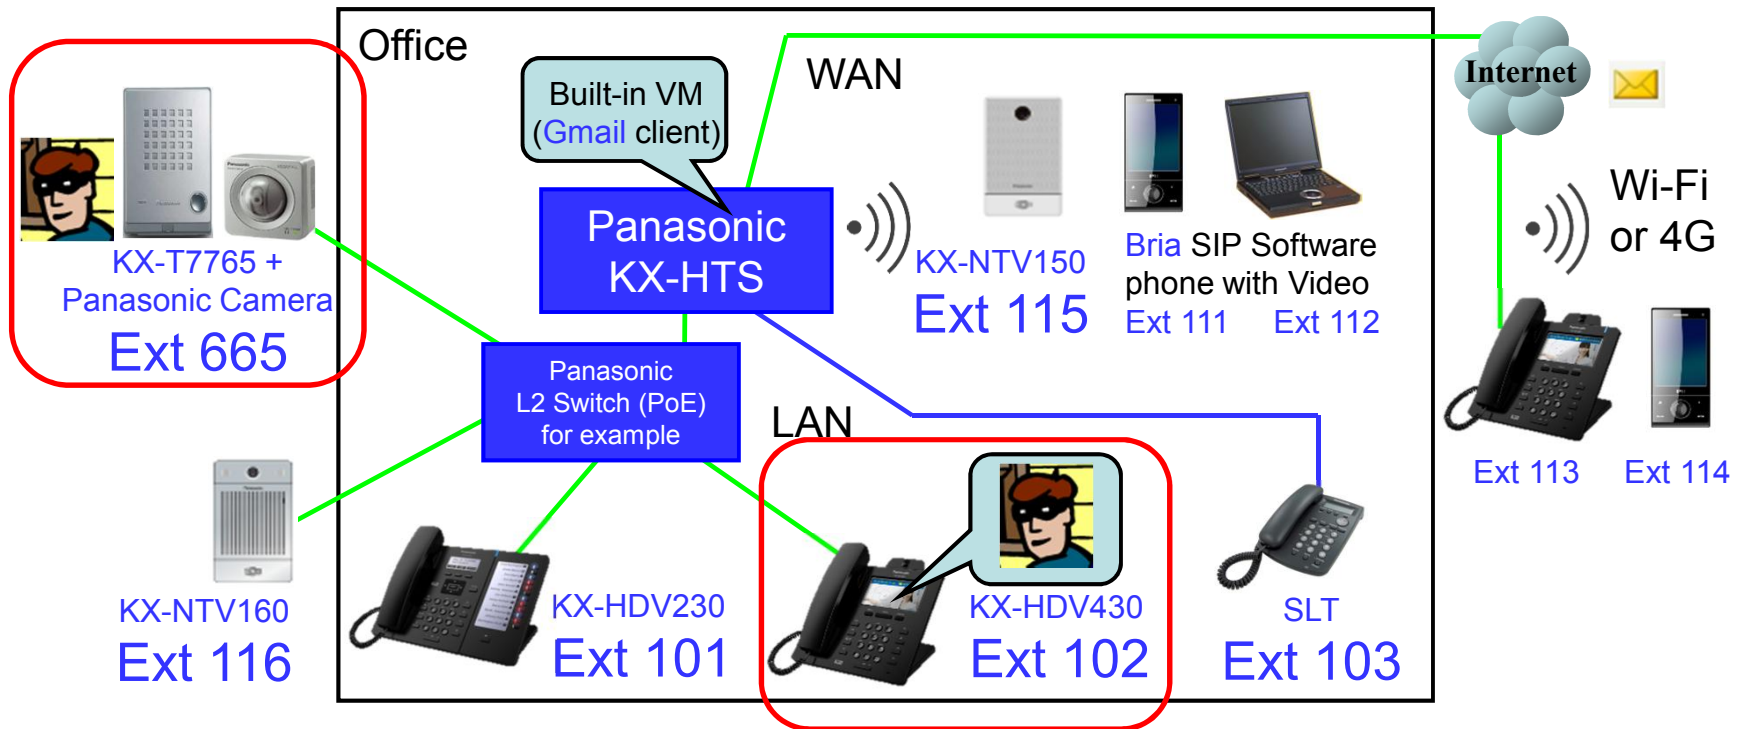 Office
WAN
Built-in VM
(Gmail client)
Internet
Wi-Fi
or 4G
Panasonic
KX-HTS
KX-T7765 +
Panasonic Camera
Ext 665
KX-NTV150
Ext 115
Bria SIP Software
phone with Video
Ext 111
Ext 112
Panasonic
L2 Switch (PoE)
for example
LAN
Ext 113
Ext 114
KX-NTV160
Ext 116
KX-HDV230
Ext 101
KX-HDV430
Ext 102
SLT
Ext 103